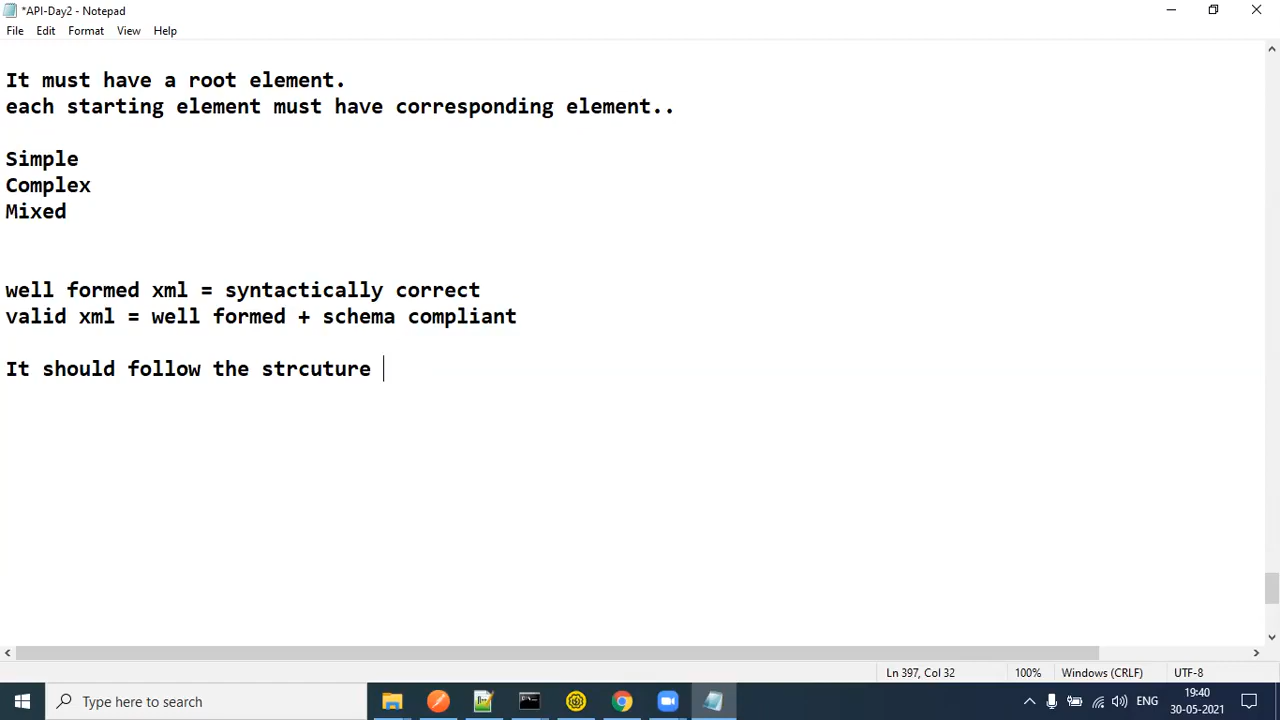 *API-Day2 - Notepad
File Edit Format View Help
It must have a root element.
each starting element must have corresponding element..
Simple
Complex
Mixed
well formed xml = syntactically correct
valid xml = well formed + schema compliant
It should follow the strcuture
Ln 397, Col 32 100% Windows (CRLF) UTF-8
Type here to search
ENG
19:40
30-05-2021